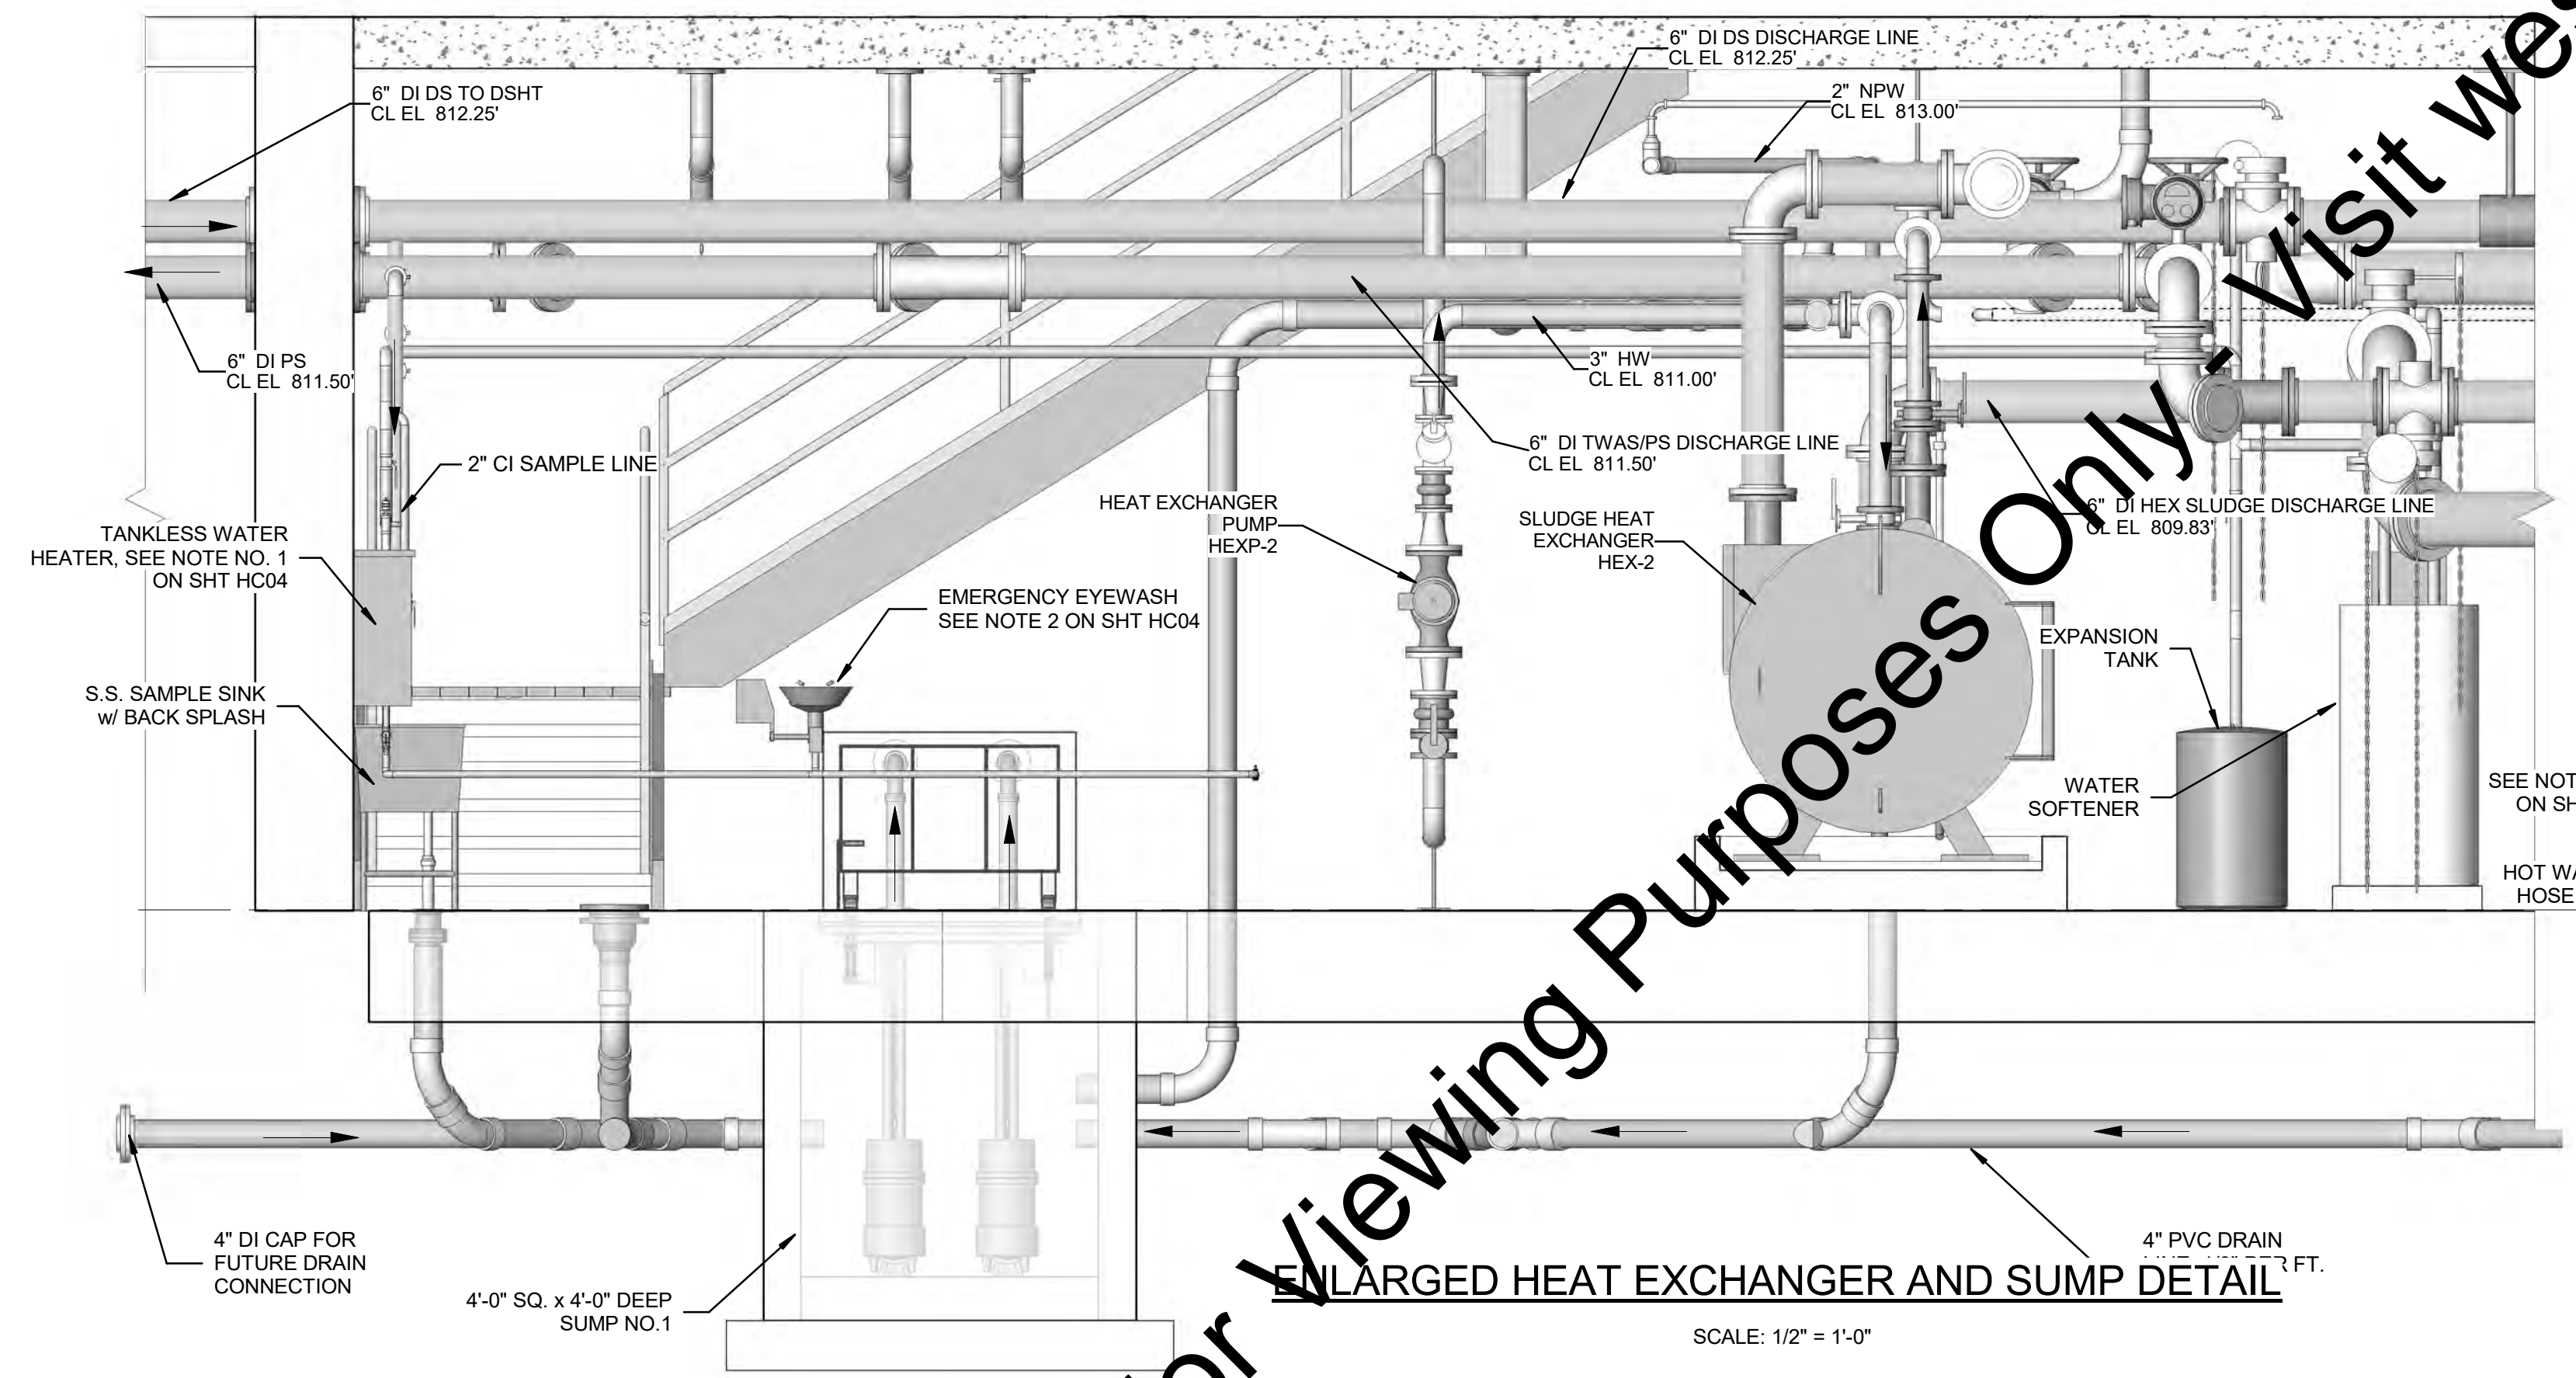 6" DI DS DISCHARGE LINE
CL EL 812.25'
6" DI DS TO DSHT
CL EL 812.25'
2" NPW
CL EL 813.00'
6" DI PS
CL EL 811.50'
3" HW
CL EL 811.00'
6" DI TWAS/PS DISCHARGE LINE
CL EL 811.50'
2" CI SAMPLE LINE
HEAT EXCHANGER
PUMP
HEXP-2
SLUDGE HEAT
EXCHANGER
HEX-2
6" DI HEX SLUDGE DISCHARGE LINE
CL EL 809.83'
TANKLESS WATER
HEATER, SEE NOTE NO. 1
ON SHT HC04
EMERGENCY EYEWASH
SEE NOTE 2 ON SHT HC04
EXPANSION
TANK
S.S. SAMPLE SINK
w/ BACK SPLASH
WATER
SOFTENER
SEE NOT
ON SH
HOT WA
HOSE
4" DI CAP FOR
FUTURE DRAIN
CONNECTION
4'-0" SQ. x 4'-0" DEEP
SUMP NO.1
4" PVC DRAIN
FT.
ENLARGED HEAT EXCHANGER AND SUMP DETAIL
SCALE: 1/2" = 1'-0"
or Viewing Purposes Only - Visit wes